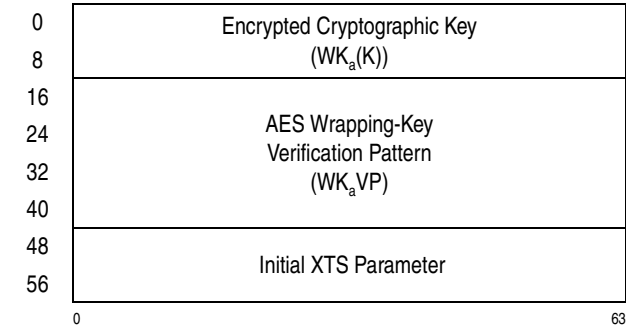 0 Encrypted Cryptographic Key
8 (WKa(K))
16
24 AES Wrapping-Key
32 Verification Pattern
(WKaVP)
40
48
Initial XTS Parameter
56
0 63